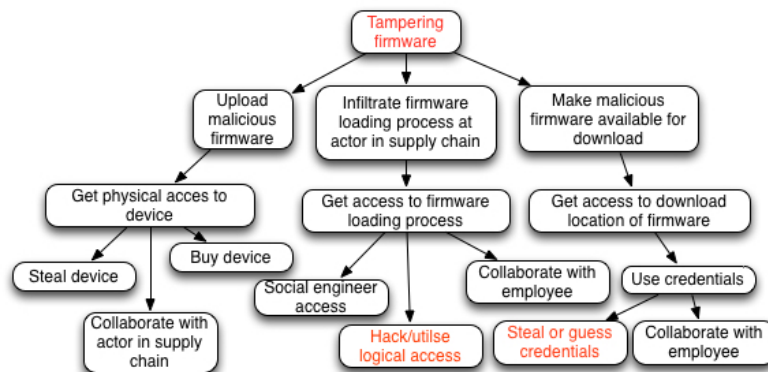 Tampering
firmware
Upload
malicious
firmware
Infiltrate firmware
loading process at
actor in supply chain
Make malicious
firmware available for
download
Get physical acces to
device
Get access to firmware
loading process
Get access to download
location of firmware
Steal device
Buy device
Collaborate with
actor in supply
chain
Social engineer
access
Collaborate with
employee
Hack/utilse
logical access
Use credentials
Steal or guess
credentials
Collaborate with
employee